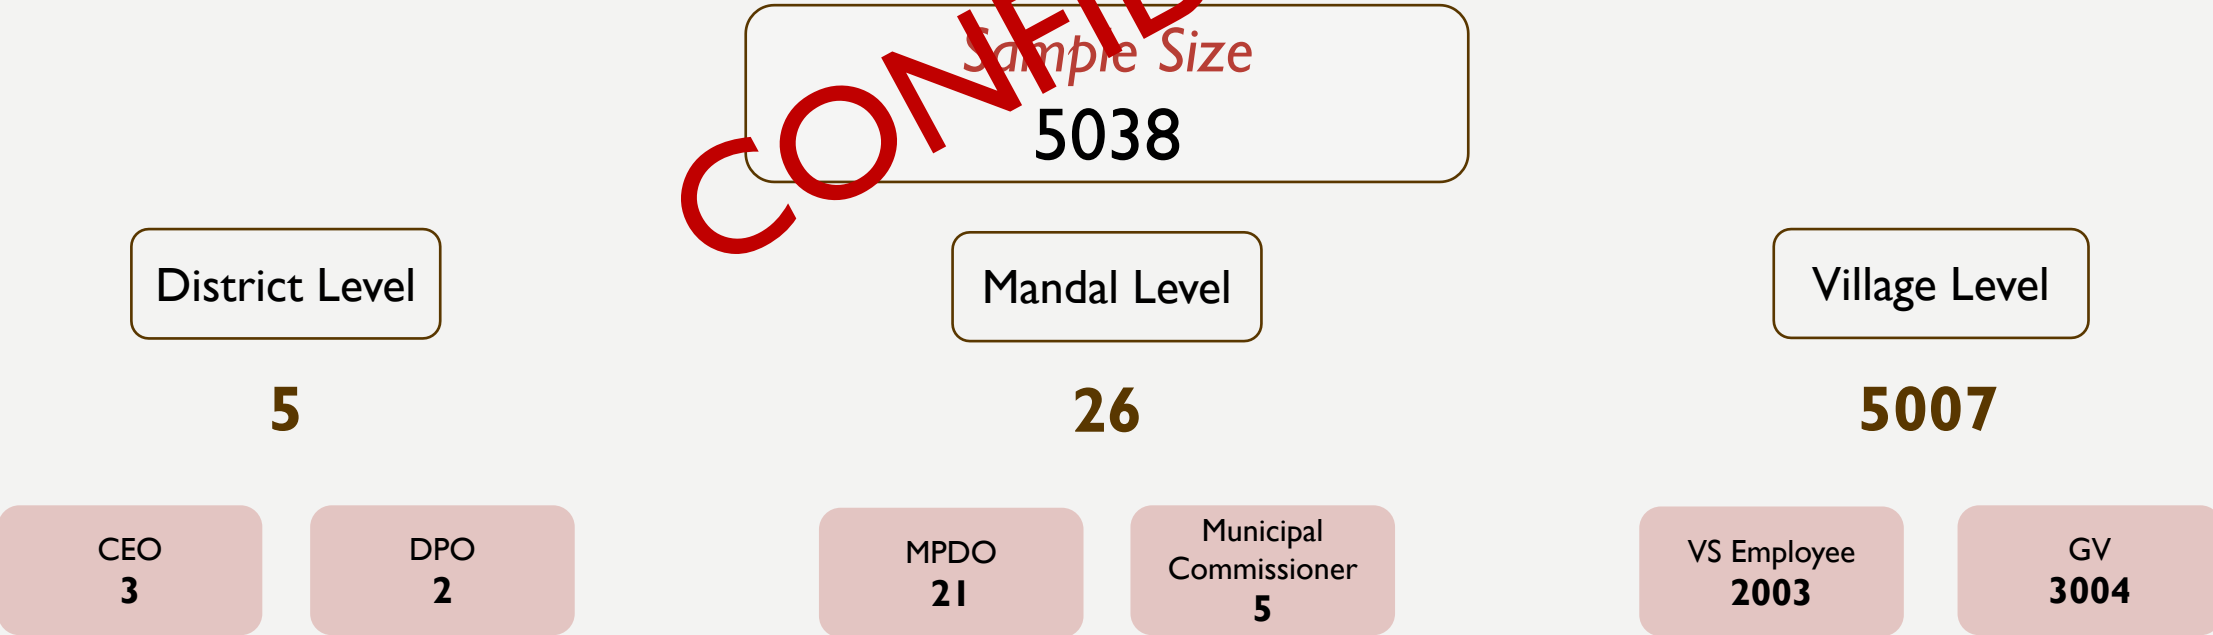 Sample Size
5038
CONFID
District Level
Mandal Level
Village Level
5
26
5007
CEO
3
DPO
2
MPDO
21
Municipal
Commissioner
5
VS Employee
2003
GV
3004